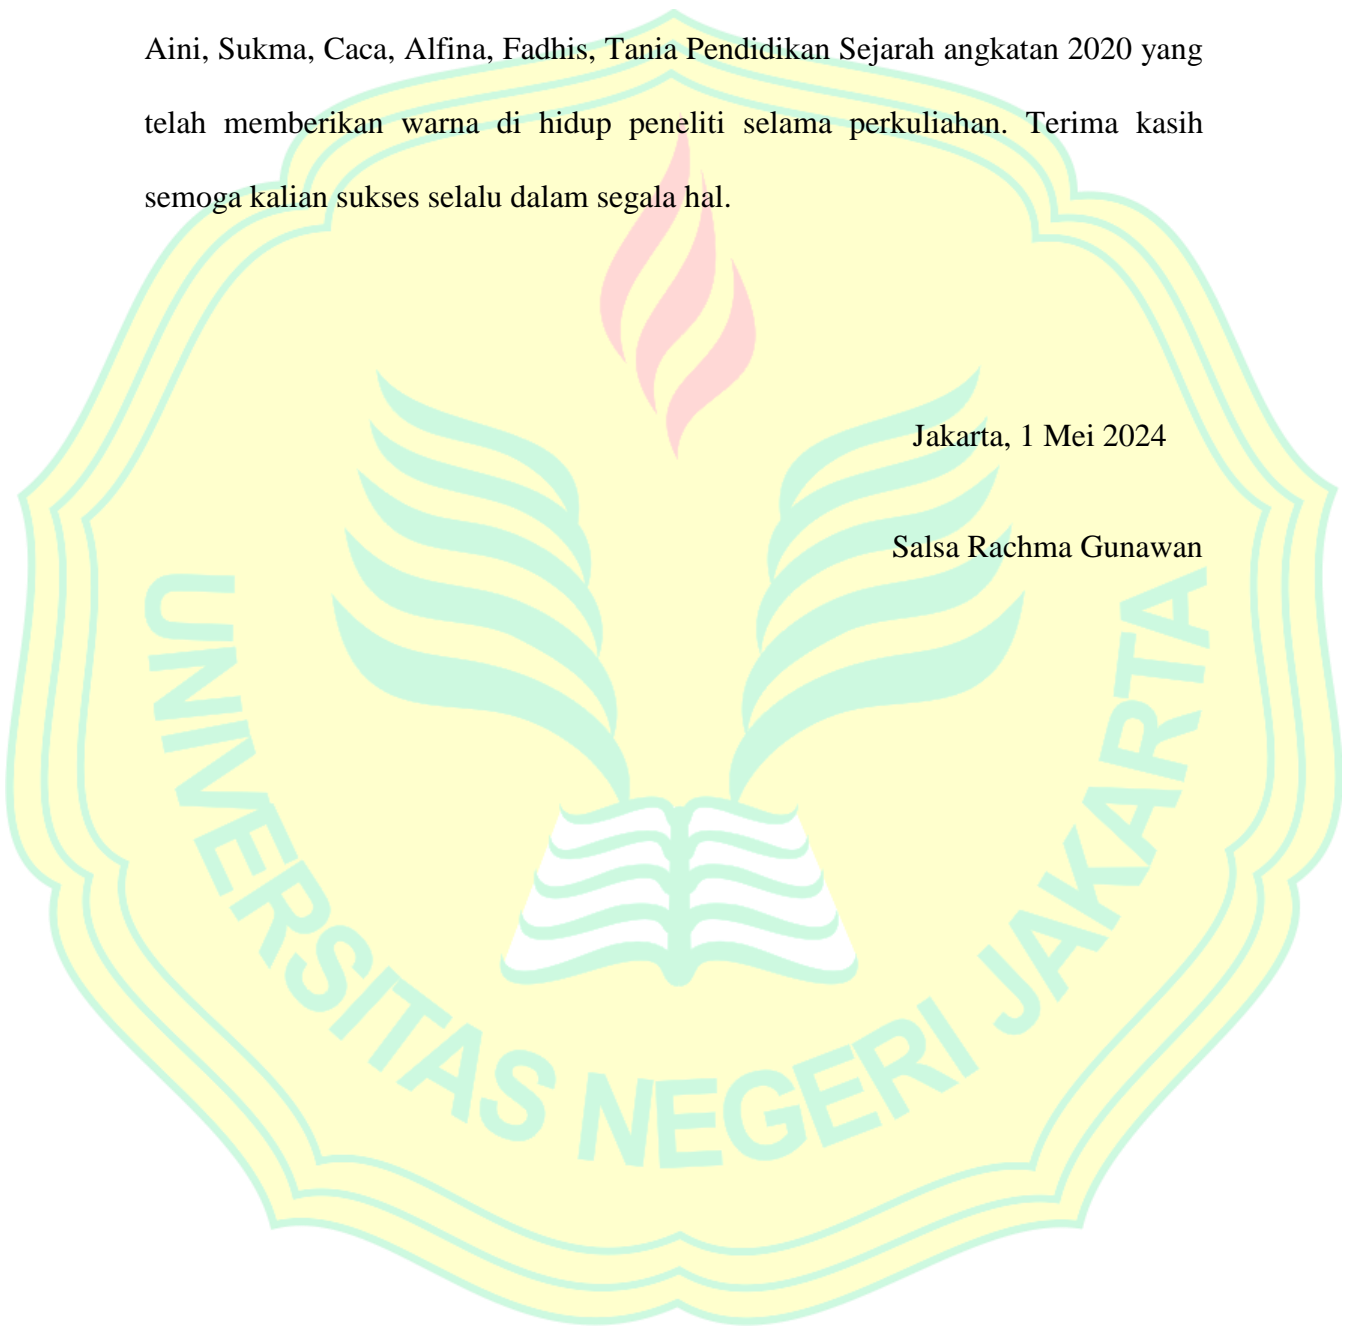 Aini, Sukma, Caca, Alfina, Fadhis, Tania Pendidikan Sejarah angkatan 2020 yang
telah memberikan warna di hidup peneliti selama perkuliahan. Terima kasih
semoga kalian sukses selalu dalam segala hal.
Jakarta, 1 Mei 2024
Salsa Rachma Gunawan
UNIVERSITAS NEGERI JAKARTA